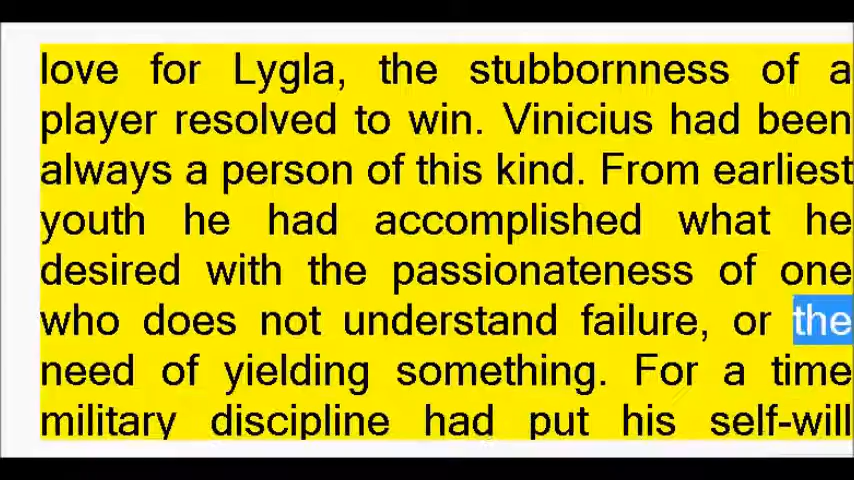 love for Lygla, the stubbornness of a
player resolved to win. Vinicius had been
always a person of this kind. From earliest
youth he had accomplished what he
desired with the passionateness of one
who does not understand failure, or the
need of yielding something. For a time
military discipline had put his self-will